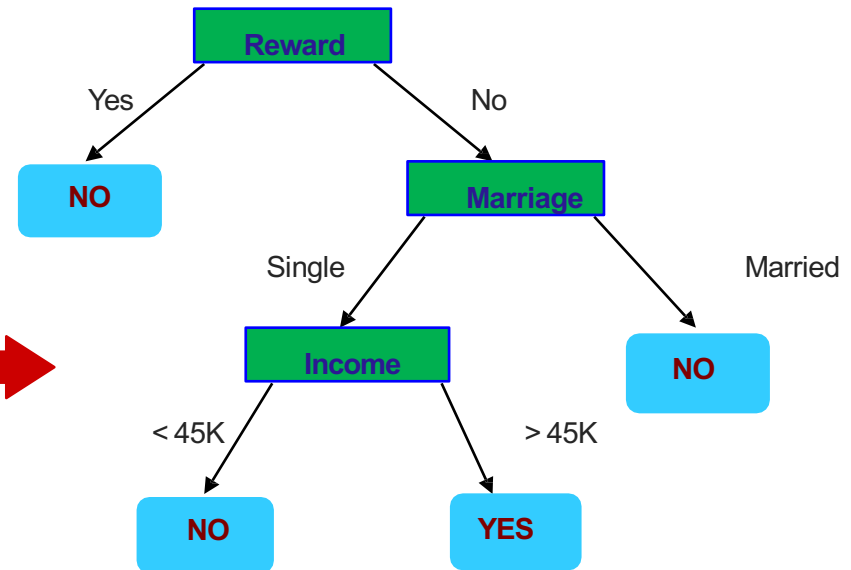 Reward
Yes
No
NO
Marriage
Single
Married
Income
NO
< 45K
> 45K
NO
YES